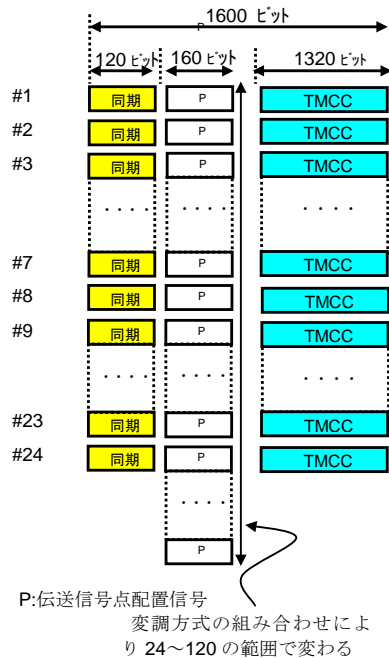 1600 ビット
P
120 ビット 160 ビット 1320 ビット
#1 同期 P TMCC
#2 同期 P TMCC
#3 同期 P TMCC
・・・・ ・・・・ ・・・・
#7 同期 P TMCC
#8 同期 P TMCC
#9 同期 P TMCC
・・・・ ・・・・ ・・・・
#23 同期 P TMCC
#24 同期 P TMCC
・・・・
P
P:伝送信号点配置信号
変調方式の組み合わせによ
り 24～120 の範囲で変わる